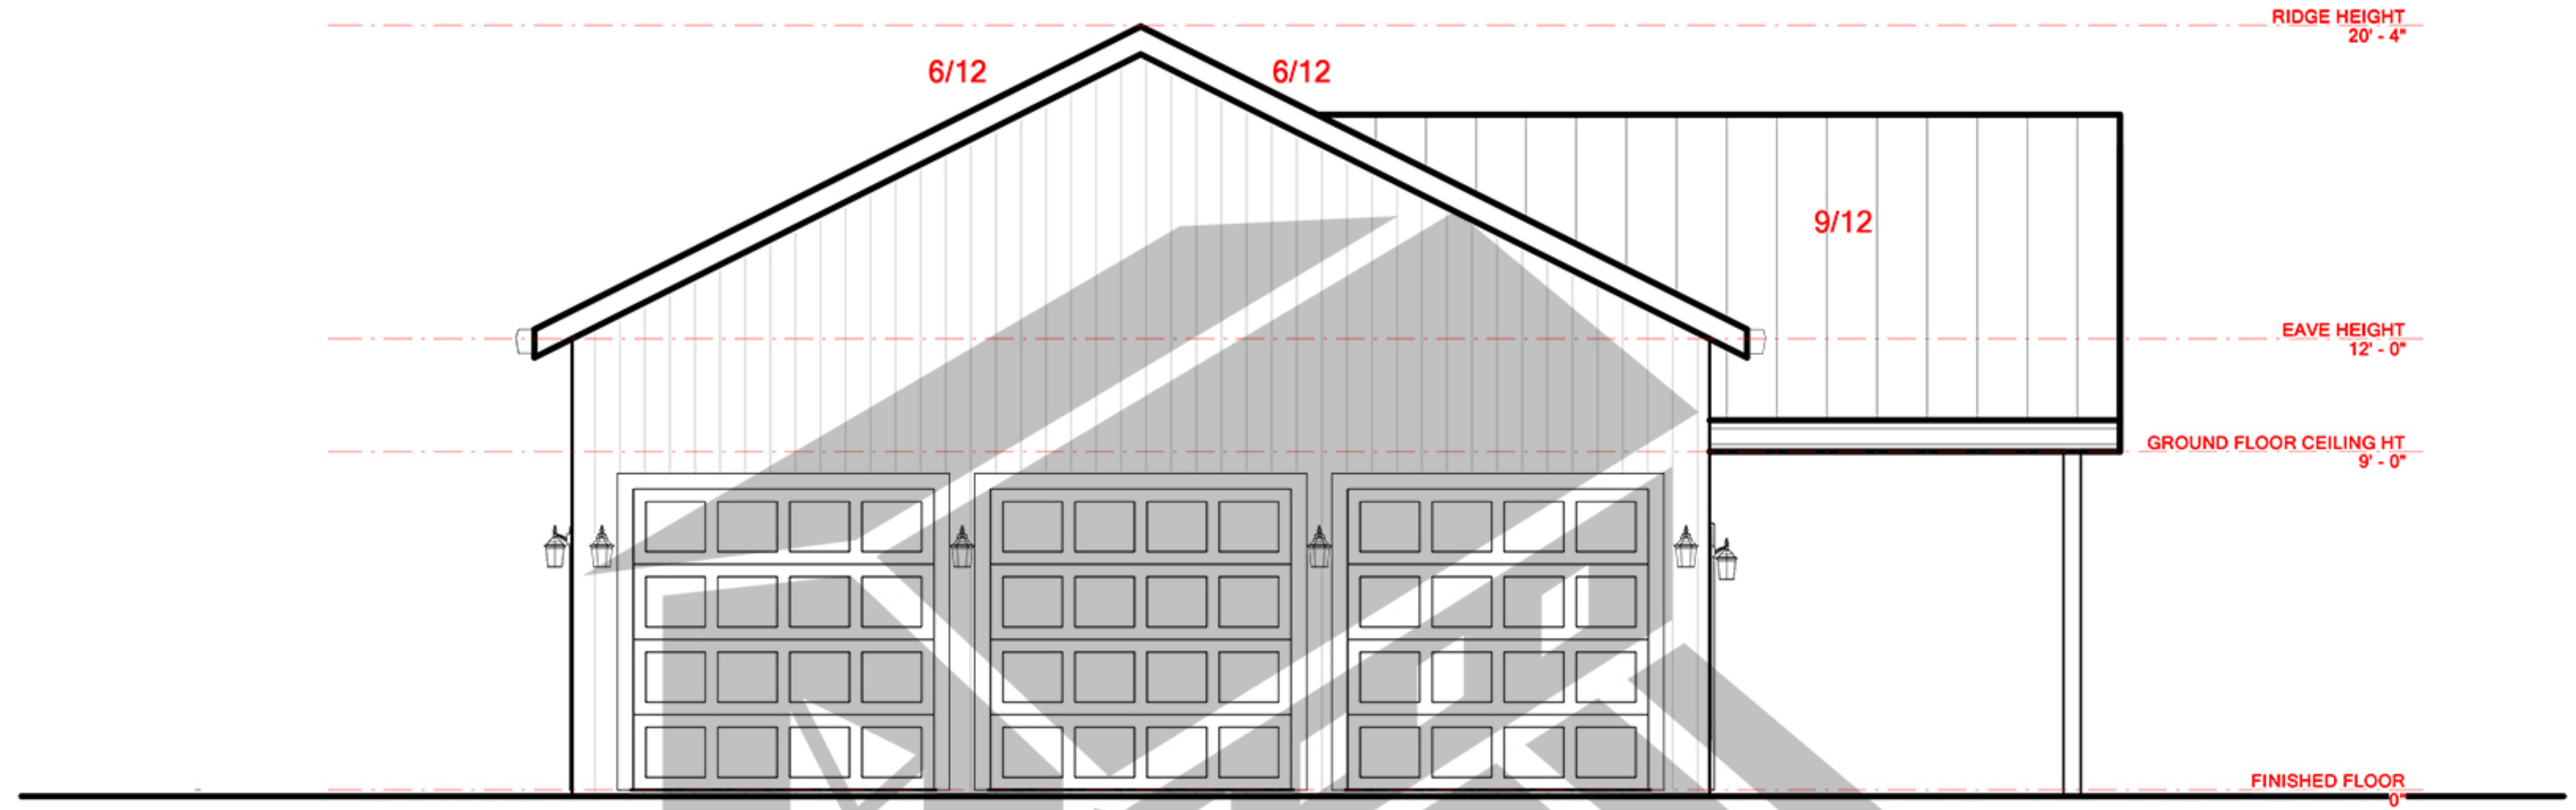 RIDGE HEIGHT
20' - 4"
6/12
6/12
9/12
EAVE HEIGHT
12' - 0"
GROUND FLOOR CEILING HT
9' - 0"
FINISHED FLOOR
0"